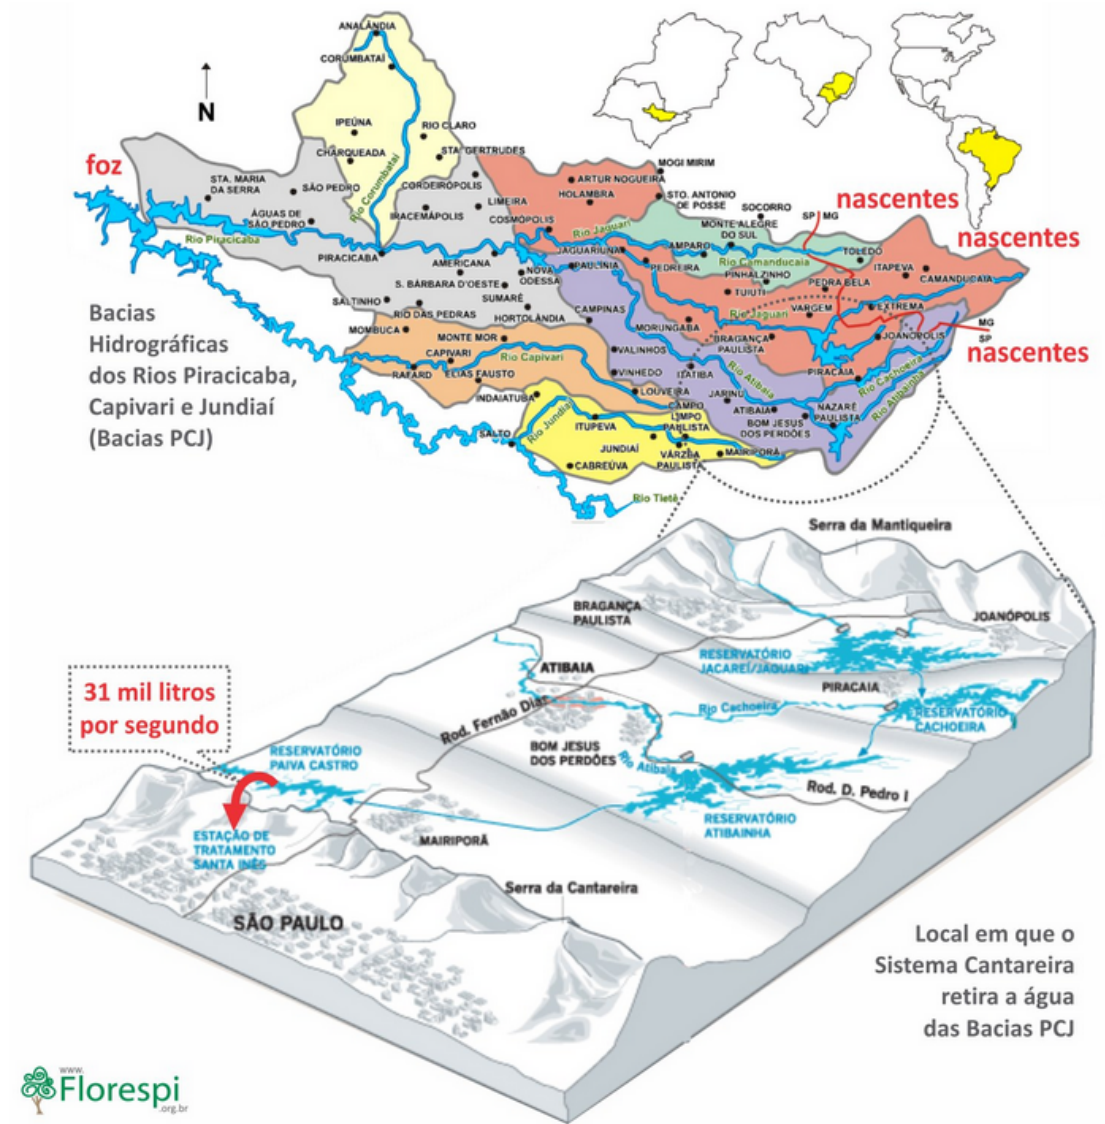 ANALÂNDIA
CORUMBATAÍ
N
IPEÚNA
RIO CLARO
CHARQUEADA
STA. GERTRUDES
MOGI MIRIM
foz
STA. MARIA
DA SERRA
SÃO PEDRO
CORDEIRÓPOLIS
ARTUR NOGUEIRA
HOLAMBRA
STO. ANTONIO
DE POSSE
SOCORRO
nascentes
SP MG
ÁGUAS DE
SÃO PEDRO
Rio Corumbataí
IRACEMÁPOLIS
LIMEIRA
COSMÓPOLIS
Rio Jaguari
MONTE ALEGRE
DO SUL
nascentes
Rio Piracicaba
PIRACICABA
AMERICANA
JAGUARIUNA
AMPARO
Rio Camanducaia
TOLEDO
NOVA
ODESSA
PAULÍNIA
PEDREIRA
PINHALZINHO
PEDRA BELA
ITAPEVA
CAMANDUCAIA
S. BÁRBARA D'OESTE
SUMARÉ
TUIUTI
SALTINHO
RIO DAS PEDRAS
HORTOLÂNDIA
CAMPINAS
Rio Jaguari
VARGEM
EXTREMA
Bacias
Hidrográficas
dos Rios Piracicaba,
Capivari e Jundiaí
(Bacias PCJ)
MOMBUCA
MONTE MOR
MORUNGABA
BRAGANÇA
PAULISTA
JOANÓPOLIS
MG
SP
nascentes
CAPIVARI
Rio Capivari
VALINHOS
RAFARD
ELIAS FAUSTO
VINHEDO
ITATIBA
Rio Atibaia
PIRACAIA
Rio Cachoeira
Rio Atibainha
INDAIATUBA
LOUVEIRA
JARINU
CAMPO
LIMPO
PAULISTA
ATIBAIA
NAZARÉ
PAULISTA
BOM JESUS
DOS PERDÕES
SALTO
Rio Jundiaí
ITUPEVA
JUNDIAÍ
VÁRZEA
PAULISTA
MAIRIPORÃ
CABREÚVA
Rio Tietê
Serra da Mantiqueira
BRAGANÇA
PAULISTA
JOANÓPOLIS
RESERVATÓRIO
JACAREÍ/JAGUARI
ATIBAIA
PIRACAIA
31 mil litros
por segundo
Rod. Fernão Dias
Rio Cachoeira
RESERVATÓRIO
CACHOEIRA
RESERVATÓRIO
PAIVA CASTRO
BOM JESUS
DOS PERDÕES
Rio Atibaia
Rod. D. Pedro I
RESERVATÓRIO
ATIBAINHA
ESTAÇÃO DE
TRATAMENTO
SANTA INÊS
MAIRIPORÃ
Serra da Cantareira
SÃO PAULO
Local em que o
Sistema Cantareira
retira a água
das Bacias PCJ
www.
Florespi
.org.br